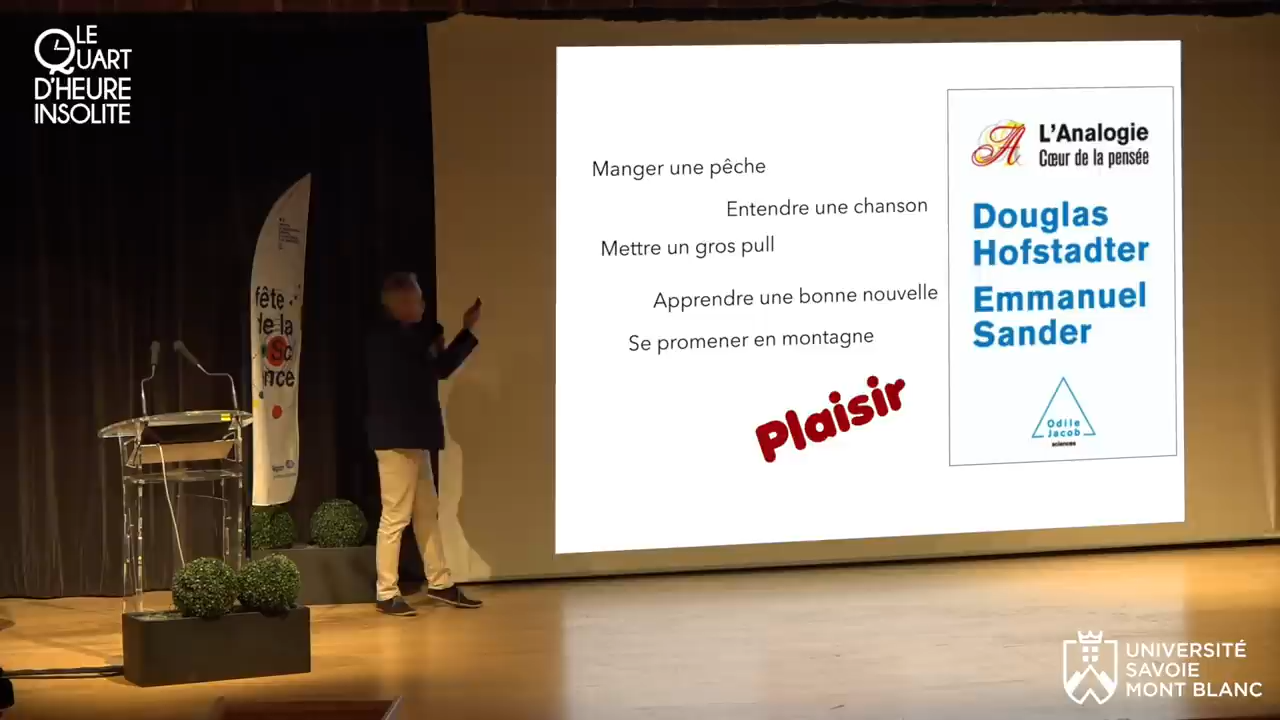 LE
QUART
D'HEURE
INSOLITE
fête
de la
Sc
nce
Manger une pêche
Entendre une chanson
Mettre un gros pull
Apprendre une bonne nouvelle
Se promener en montagne
Plaisir
A
L'Analogie
Cœur de la pensée
Douglas
Hofstadter
Emmanuel
Sander
Odile
Jacob
sciences
UNIVERSITÉ
SAVOIE
MONT BLANC